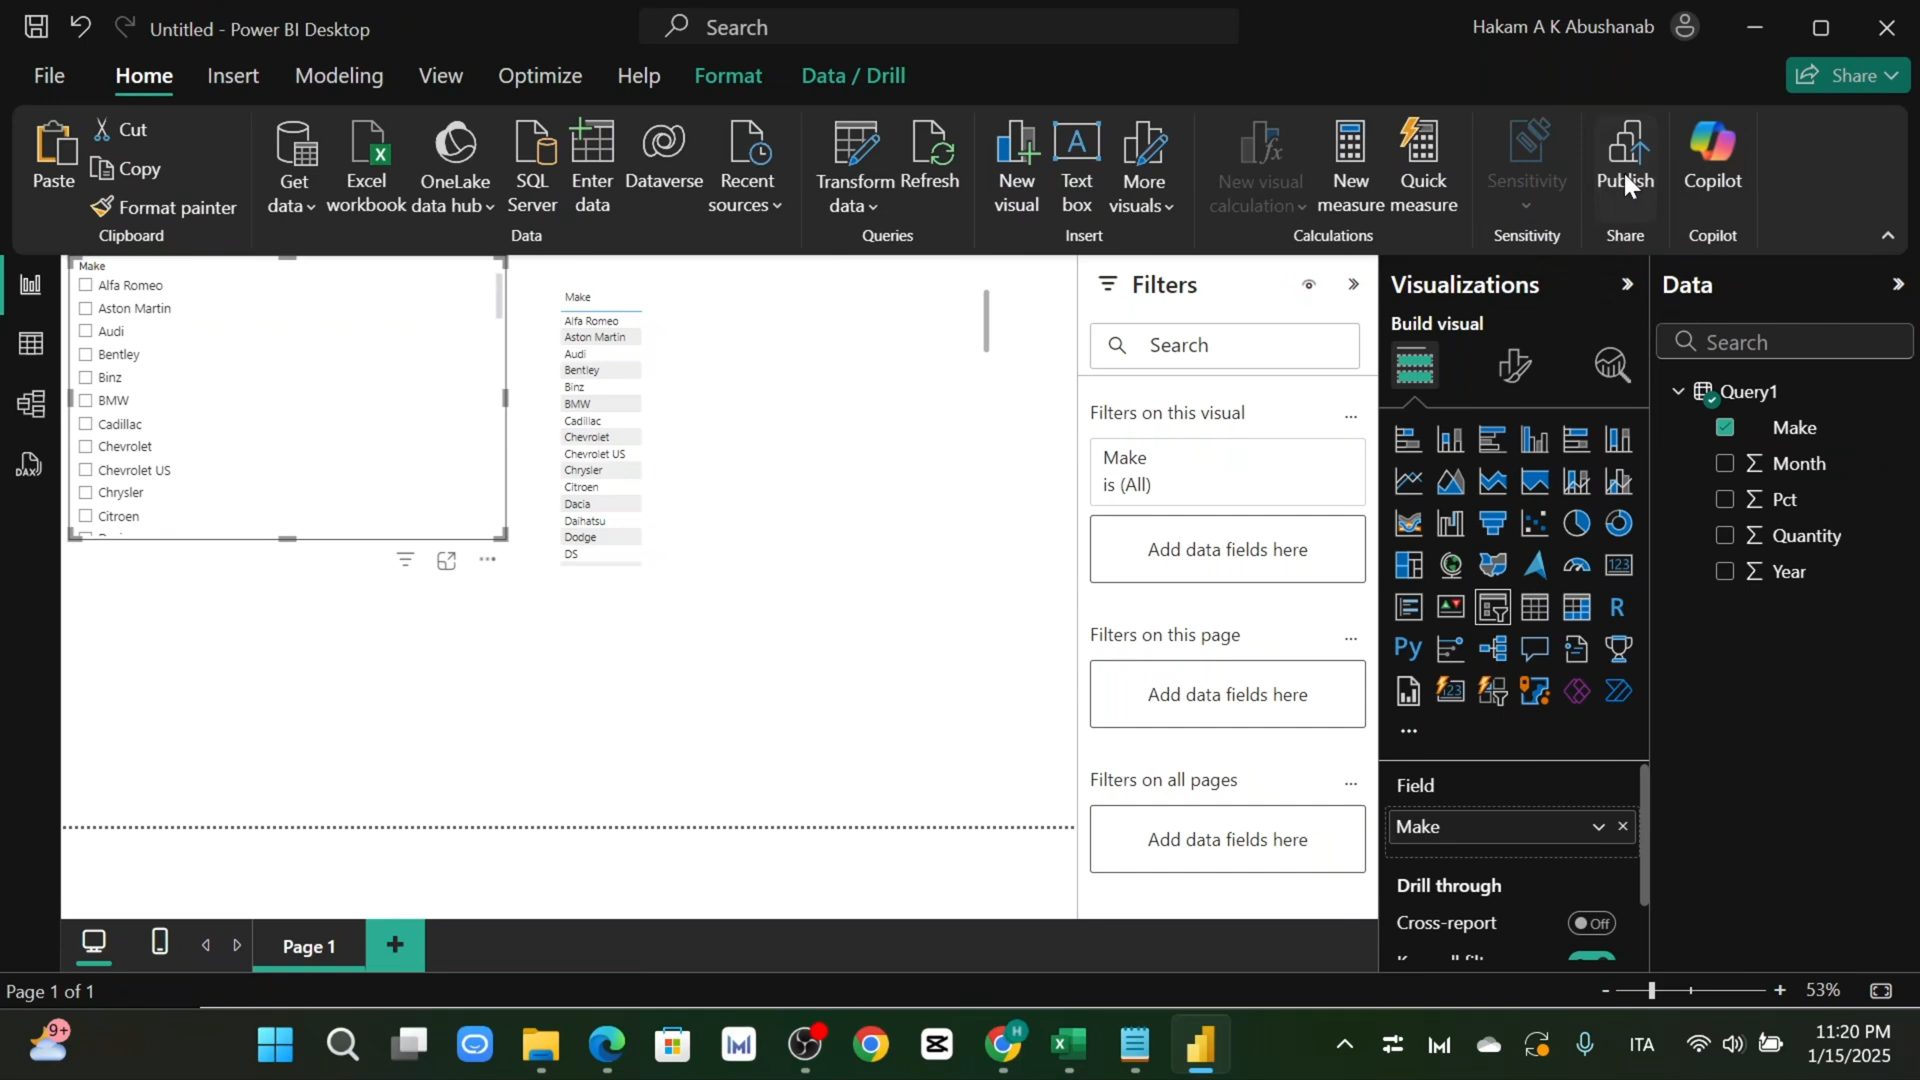 Untitled - Power BI Desktop
Search
Hakam A K Abushanab
File
Home
Insert
Modeling
View
Optimize
Help
Format
Data / Drill
Share
Paste
Cut
Copy
Format painter
Clipboard
Get data
Excel workbook
OneLake data hub
SQL Server
Enter data
Dataverse
Recent sources
Data
Transform data
Refresh
Queries
New visual
Text box
More visuals
Insert
New visual calculation
New measure
Quick measure
Calculations
Sensitivity
Sensitivity
Publish
Share
Copilot
Copilot
Make
Alfa Romeo
Aston Martin
Audi
Bentley
Binz
BMW
Cadillac
Chevrolet
Chevrolet US
Chrysler
Citroen
Make
Alfa Romeo
Aston Martin
Audi
Bentley
Binz
BMW
Cadillac
Chevrolet
Chevrolet US
Chrysler
Citroen
Dacia
Daihatsu
Dodge
DS
Filters
Search
Filters on this visual
Make
is (All)
Add data fields here
Filters on this page
Add data fields here
Filters on all pages
Add data fields here
Visualizations
Build visual
123
R
Py
123
Field
Make
Drill through
Cross-report
Off
Data
Search
Query1
Make
Month
Pct
Quantity
Year
DAX
Page 1
Page 1 of 1
53%
9+
H
ITA
11:20 PM
1/15/2025